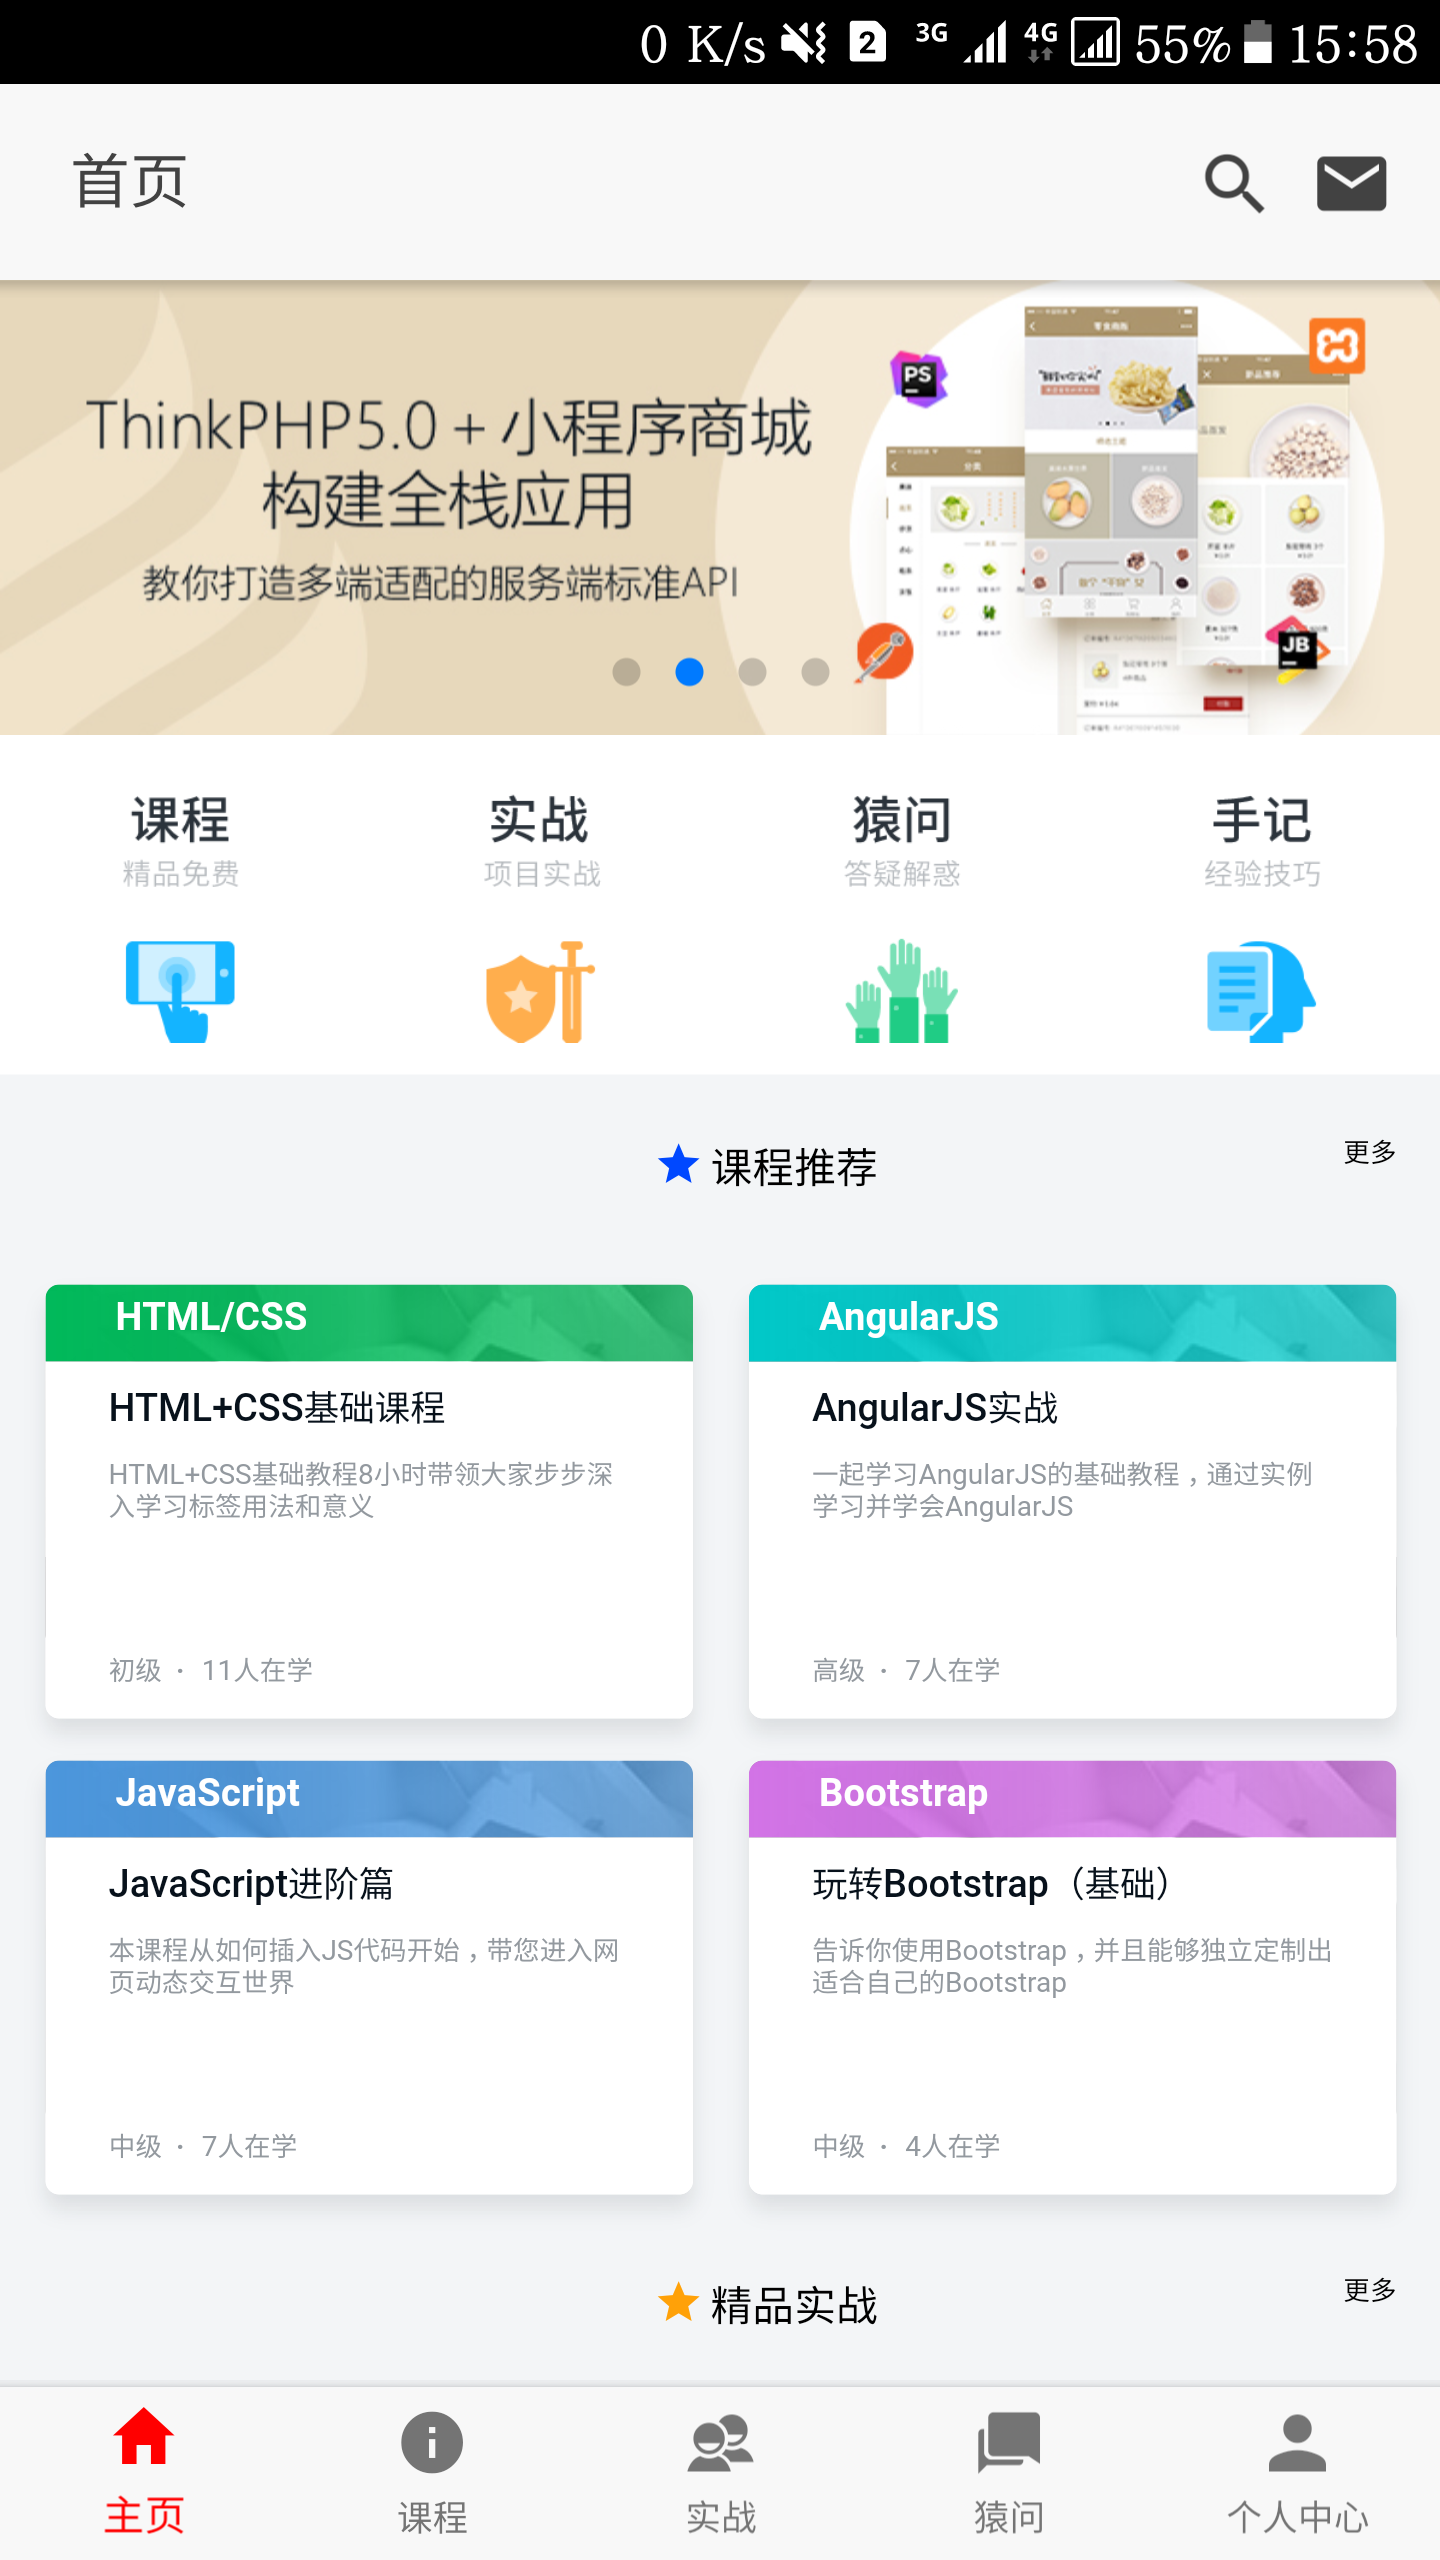 0 K/s 2 3G 4G 55% 15:58
首页
ThinkPHP5.0 + 小程序商城
构建全栈应用
教你打造多端适配的服务端标准API
PS
JB
分类
课程 实战 猿问 手记
精品免费 项目实战 答疑解惑 经验技巧
课程推荐 更多
HTML/CSS
HTML+CSS基础课程
HTML+CSS基础教程8小时带领大家步步深
入学习标签用法和意义
初级 · 11人在学
AngularJS
AngularJS实战
一起学习AngularJS的基础教程，通过实例
学习并学会AngularJS
高级 · 7人在学
JavaScript
JavaScript进阶篇
本课程从如何插入JS代码开始，带您进入网
页动态交互世界
中级 · 7人在学
Bootstrap
玩转Bootstrap（基础）
告诉你使用Bootstrap，并且能够独立定制出
适合自己的Bootstrap
中级 · 4人在学
精品实战 更多
主页 课程 实战 猿问 个人中心